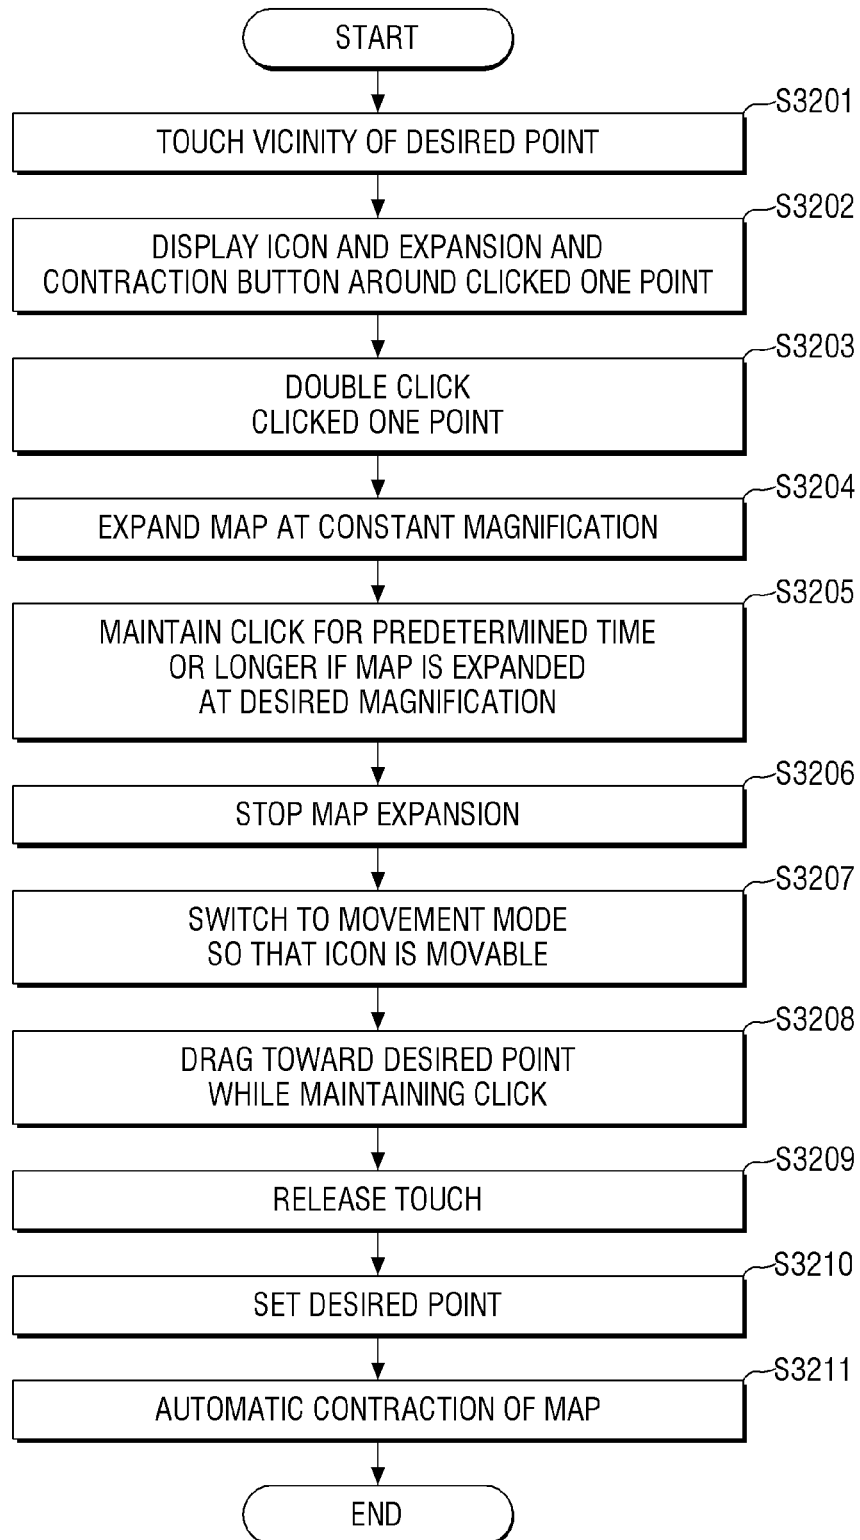 START
S3201
TOUCH VICINITY OF DESIRED POINT
S3202
DISPLAY ICON AND EXPANSION AND
CONTRACTION BUTTON AROUND CLICKED ONE POINT
S3203
DOUBLE CLICK
CLICKED ONE POINT
S3204
EXPAND MAP AT CONSTANT MAGNIFICATION
S3205
MAINTAIN CLICK FOR PREDETERMINED TIME
OR LONGER IF MAP IS EXPANDED
AT DESIRED MAGNIFICATION
S3206
STOP MAP EXPANSION
S3207
SWITCH TO MOVEMENT MODE
SO THAT ICON IS MOVABLE
S3208
DRAG TOWARD DESIRED POINT
WHILE MAINTAINING CLICK
S3209
RELEASE TOUCH
S3210
SET DESIRED POINT
S3211
AUTOMATIC CONTRACTION OF MAP
END